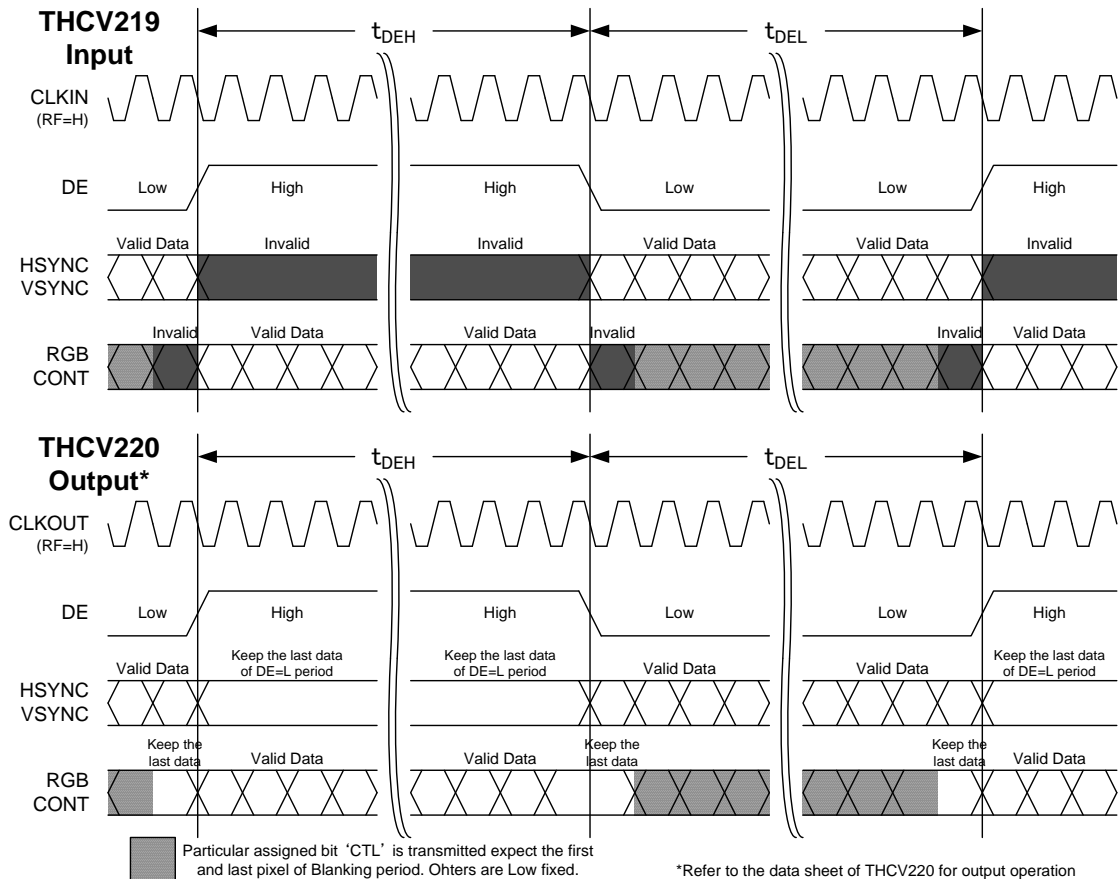 THCV219
Input
tDEH
tDEL
CLKIN
(RF=H)
DE
Low
High
High
Low
Low
High
Valid Data
Invalid
Invalid
Valid Data
Valid Data
Invalid
HSYNC
VSYNC
Invalid
Valid Data
Valid Data
Invalid
Invalid
Valid Data
RGB
CONT
THCV220
Output*
tDEH
tDEL
CLKOUT
(RF=H)
DE
Low
High
High
Low
Low
High
Valid Data
Keep the last data
of DE=L period
Keep the last data
of DE=L period
Valid Data
Valid Data
Keep the last data
of DE=L period
HSYNC
VSYNC
Keep the
last data
Valid Data
Valid Data
Keep the
last data
Valid Data
Keep the
last data
Valid Data
RGB
CONT
Particular assigned bit ‘CTL’ is transmitted expect the first
and last pixel of Blanking period. Ohters are Low fixed.
*Refer to the data sheet of THCV220 for output operation